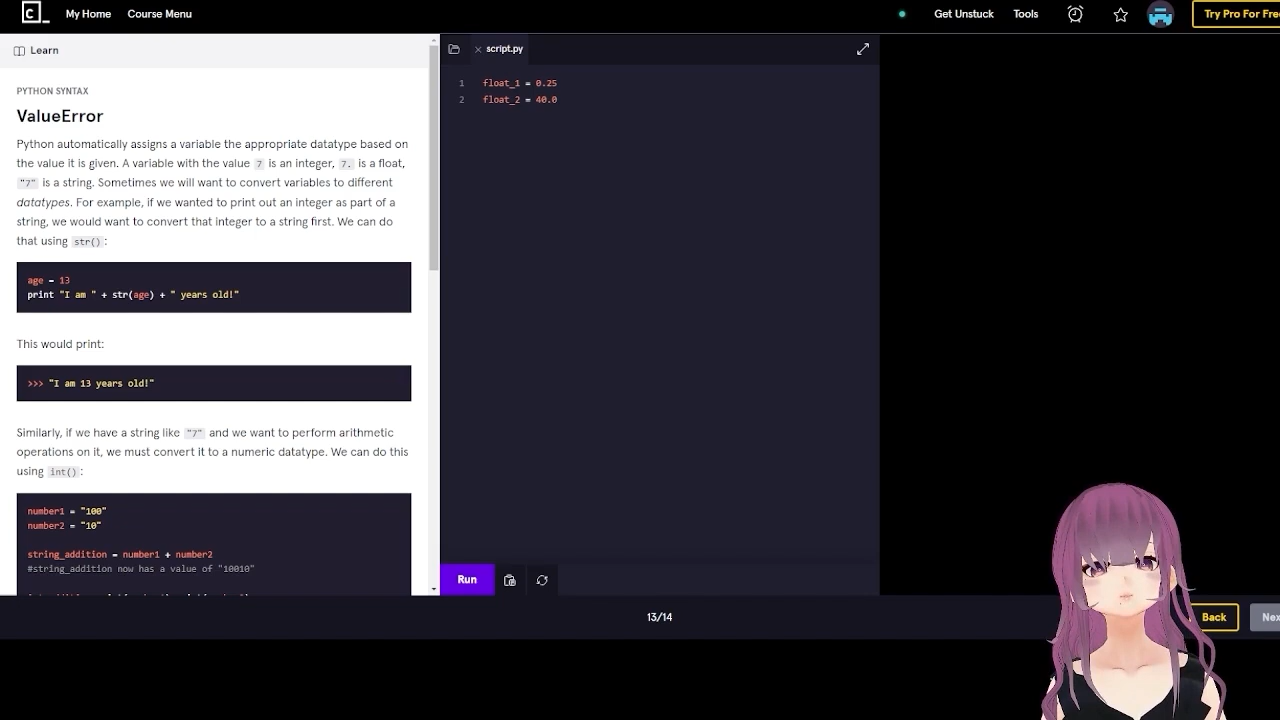 C_
My Home
Course Menu
Get Unstuck
Tools
Try Pro For Free
Learn
script.py
PYTHON SYNTAX
ValueError
Python automatically assigns a variable the appropriate datatype based on
the value it is given. A variable with the value 7 is an integer, 7. is a float,
"7" is a string. Sometimes we will want to convert variables to different
datatypes. For example, if we wanted to print out an integer as part of a
string, we would want to convert that integer to a string first. We can do
that using str():
age = 13
print "I am " + str(age) + " years old!"
This would print:
>>> "I am 13 years old!"
Similarly, if we have a string like "7" and we want to perform arithmetic
operations on it, we must convert it to a numeric datatype. We can do this
using int():
number1 = "100"
number2 = "10"
string_addition = number1 + number2
#string_addition now has a value of "10010"
1 float_1 = 0.25
2 float_2 = 40.0
Run
13/14
Back
Nex